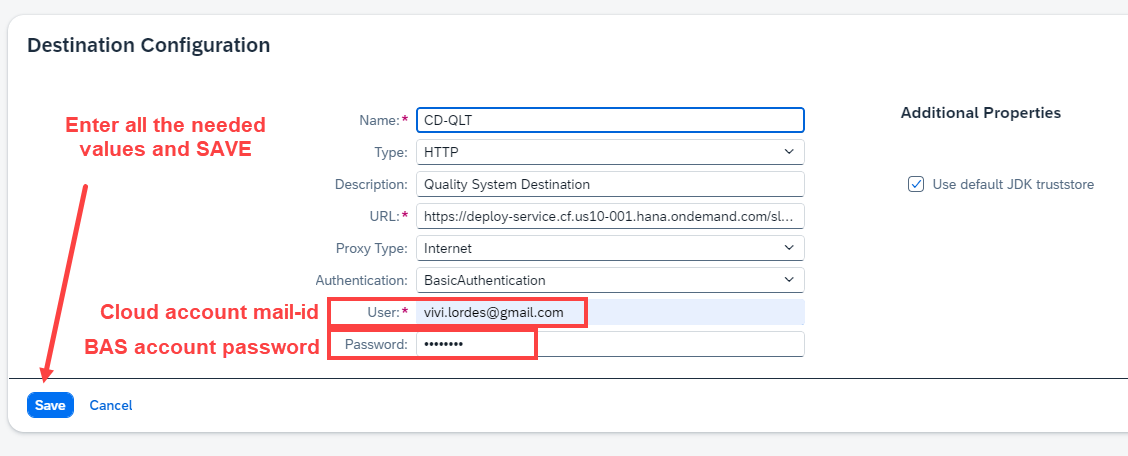 Destination Configuration
Enter all the needed
values and SAVE
Name:* CD-QLT
Type: HTTP
Description: Quality System Destination
URL:* https://deploy-service.cf.us10-001.hana.ondemand.com/sl...
Proxy Type: Internet
Authentication: BasicAuthentication
Cloud account mail-id User:* vivi.lordes@gmail.com
BAS account password Password: ••••••••
Additional Properties
Use default JDK truststore
Save Cancel